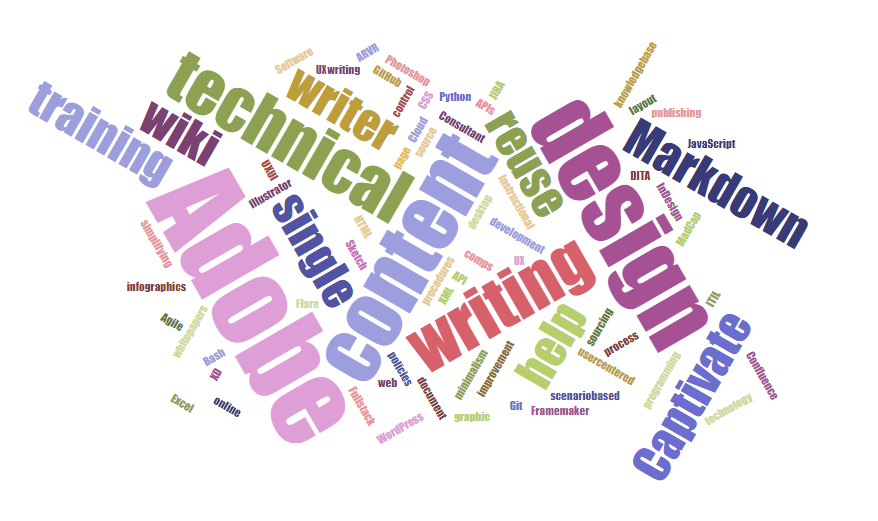 knowledgebase
Software
ARVR
UXwriting
GitHub
Photoshop
technical
writer
control
CSS
Python
APIs
training
wiki
Cloud
source
Consultant
reuse
design
layout
publishing
Markdown
JavaScript
page
content
DITA
UXUI
Illustrator
Instructional
InDesign
MadCap
Adobe
single
HTML
desktop
development
simplifying
Sketch
comps
UX
writing
infographics
procedures
API
XML
Flare
ITIL
Agile
whitepapers
help
sourcing
process
Captivate
Bash
XD
policies
minimalism
improvement
usercentered
programming
Confluence
Excel
online
Fullstack
web
document
scenariobased
WordPress
graphic
Git
Framemaker
technology